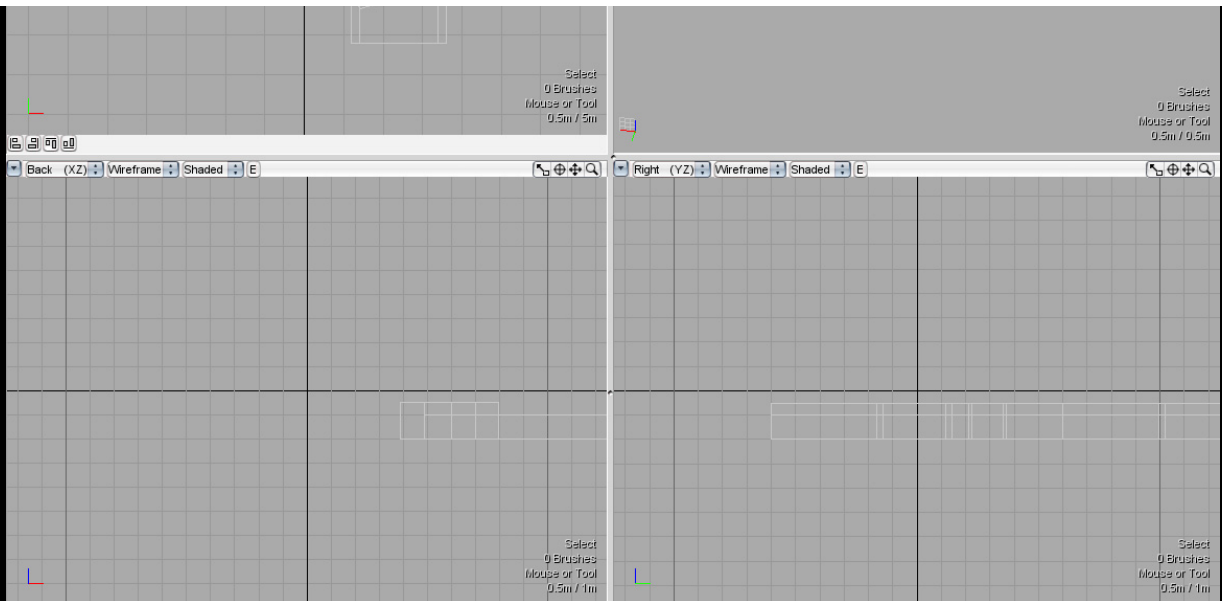 Select
0 Brushes
Mouse or Tool
0.5m / 5m
Select
0 Brushes
Mouse or Tool
0.5m / 0.5m
Back (XZ) Wireframe Shaded E
Right (YZ) Wireframe Shaded E
Select
0 Brushes
Mouse or Tool
0.5m / 1m
Select
0 Brushes
Mouse or Tool
0.5m / 1m